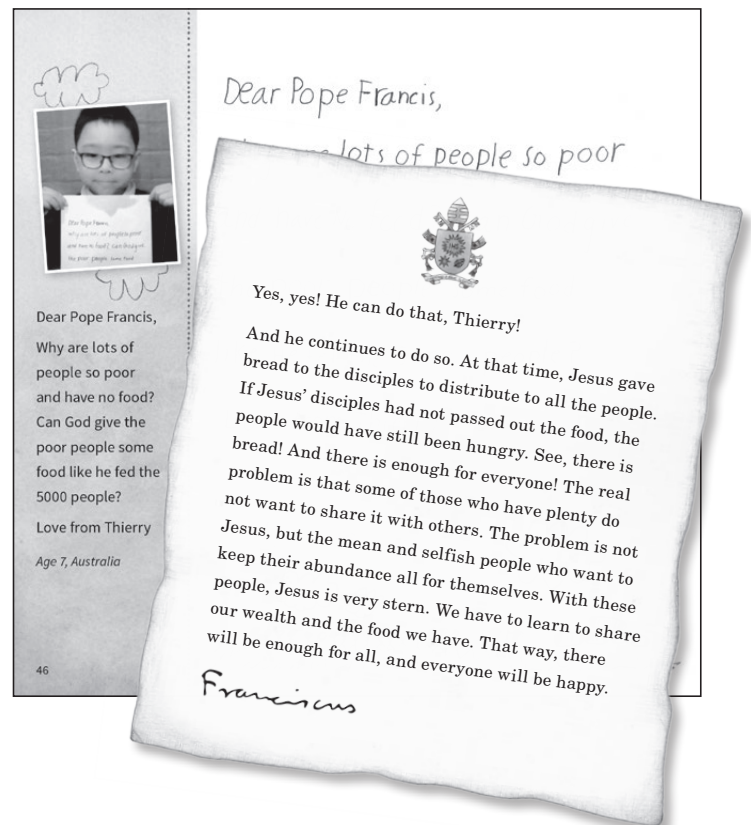 Dear Pope Francis,
lots of people so poor
Dear Pope Francis,
Why are lots of
people so poor
and have no food?
Can God give the
poor people some
food like he fed the
5000 people?
Love from Thierry
Age 7, Australia
46
Yes, yes! He can do that, Thierry!
And he continues to do so. At that time, Jesus gave
bread to the disciples to distribute to all the people.
If Jesus’ disciples had not passed out the food, the
people would have still been hungry. See, there is
bread! And there is enough for everyone! The real
problem is that some of those who have plenty do
not want to share it with others. The problem is not
Jesus, but the mean and selfish people who want to
keep their abundance all for themselves. With these
people, Jesus is very stern. We have to learn to share
our wealth and the food we have. That way, there
will be enough for all, and everyone will be happy.
Franciscus